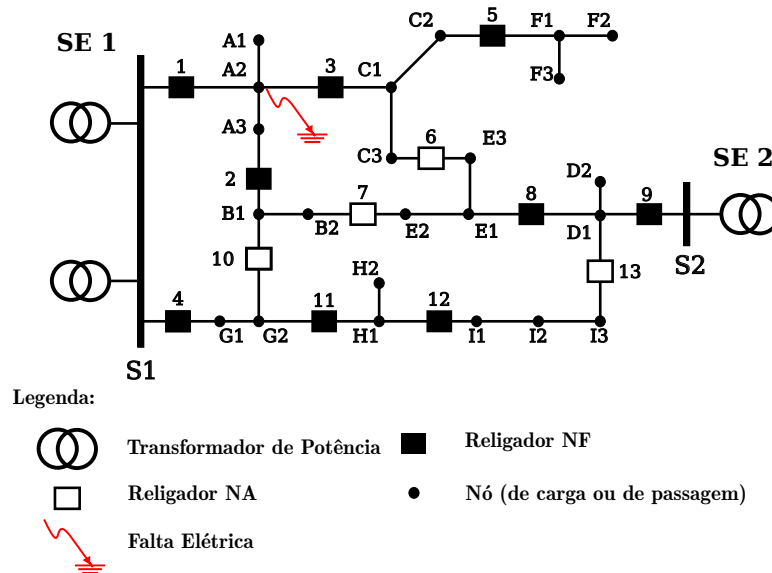 C2
5
F1
F2
SE 1
A1
1
A2
3
C1
F3
A3
6
E3
C3
D2
SE 2
2
7
8
9
B1
B2
E2
E1
D1
S2
10
H2
13
4
11
12
G1
G2
H1
I1
I2
I3
S1
Legenda:
Transformador de Potência
Religador NF
Religador NA
Nó (de carga ou de passagem)
Falta Elétrica